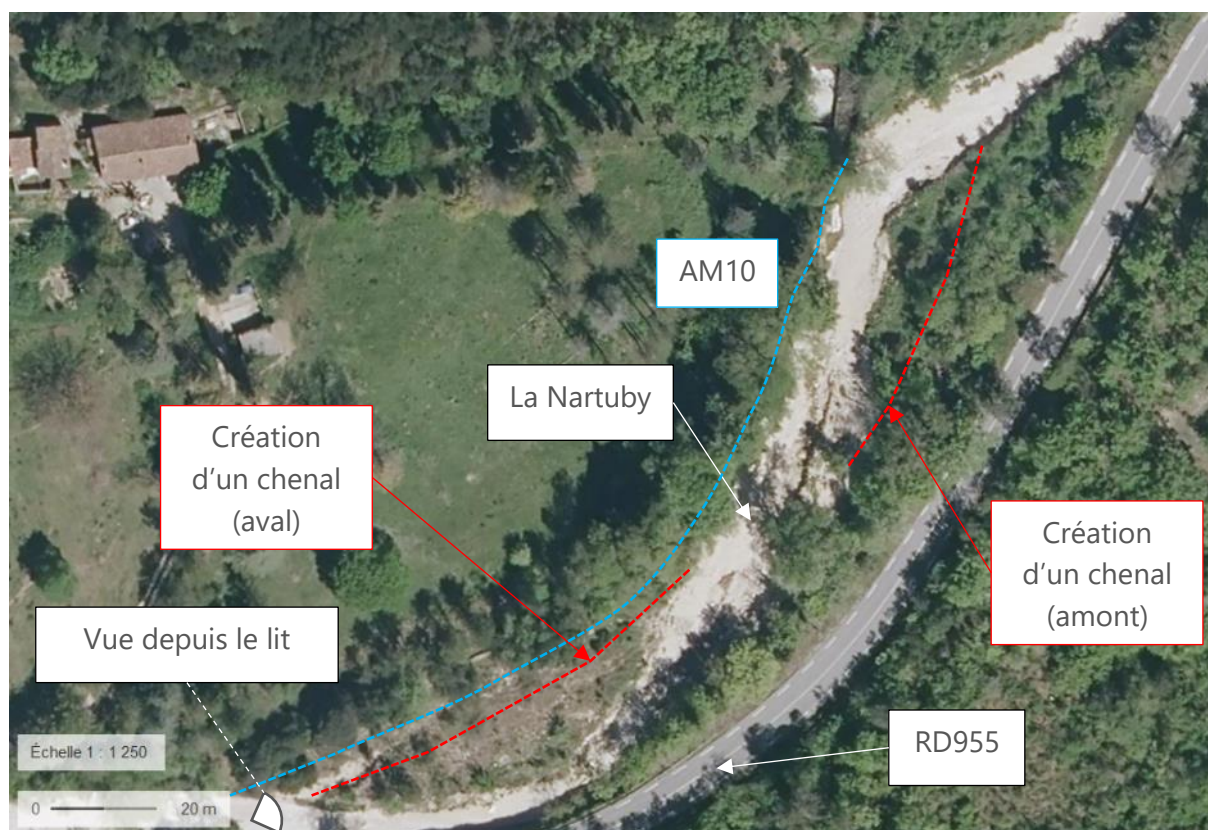 AM10
La Nartuby
Création
d'un chenal
(aval)
Création
d'un chenal
(amont)
Vue depuis le lit
RD955
Échelle 1 : 1 250
0 20 m